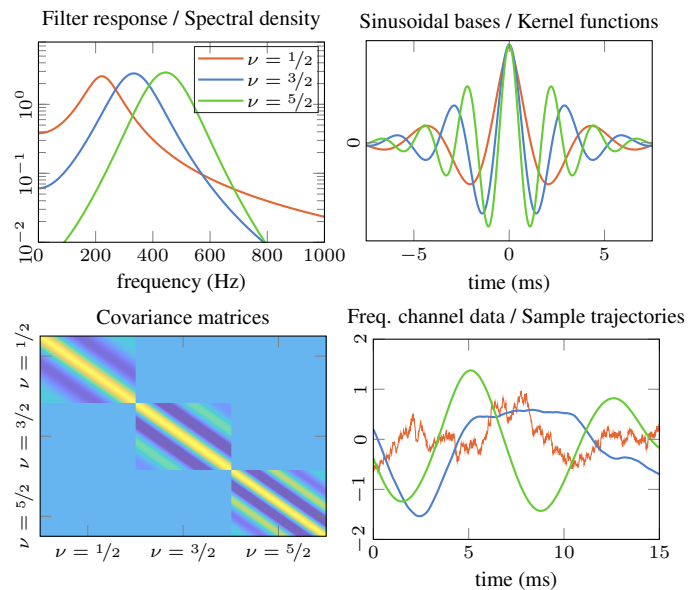 Filter response / Spectral density
10⁰
10⁻¹
10⁻²
ν = 1/2
ν = 3/2
ν = 5/2
0 200 400 600 800 1000
frequency (Hz)
Sinusoidal bases / Kernel functions
0
−5 0 5
time (ms)
Covariance matrices
ν = 1/2
ν = 3/2
ν = 5/2
ν = 1/2 ν = 3/2 ν = 5/2
Freq. channel data / Sample trajectories
2
1
0
−1
−2
0 5 10 15
time (ms)